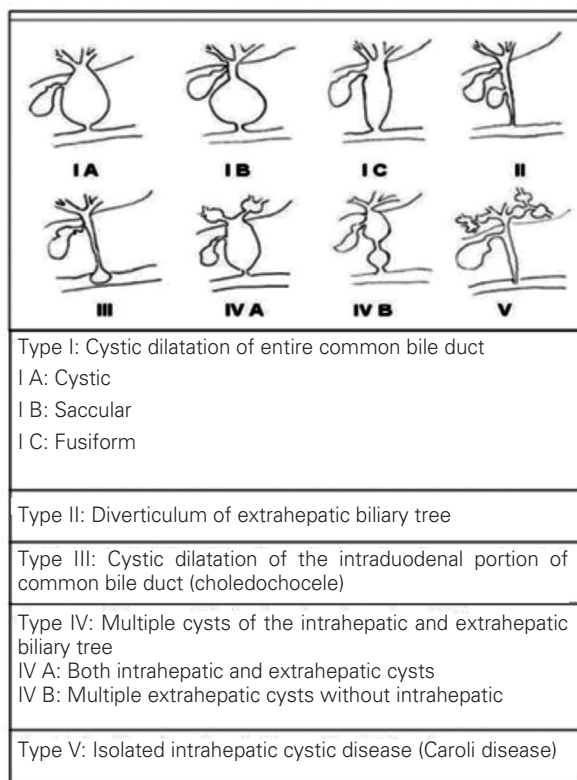 I A I B I C II
III IV A IV B V
Type I: Cystic dilatation of entire common bile duct
I A: Cystic
I B: Saccular
I C: Fusiform
Type II: Diverticulum of extrahepatic biliary tree
Type III: Cystic dilatation of the intraduodenal portion of
common bile duct (choledochocele)
Type IV: Multiple cysts of the intrahepatic and extrahepatic
biliary tree
IV A: Both intrahepatic and extrahepatic cysts
IV B: Multiple extrahepatic cysts without intrahepatic
Type V: Isolated intrahepatic cystic disease (Caroli disease)